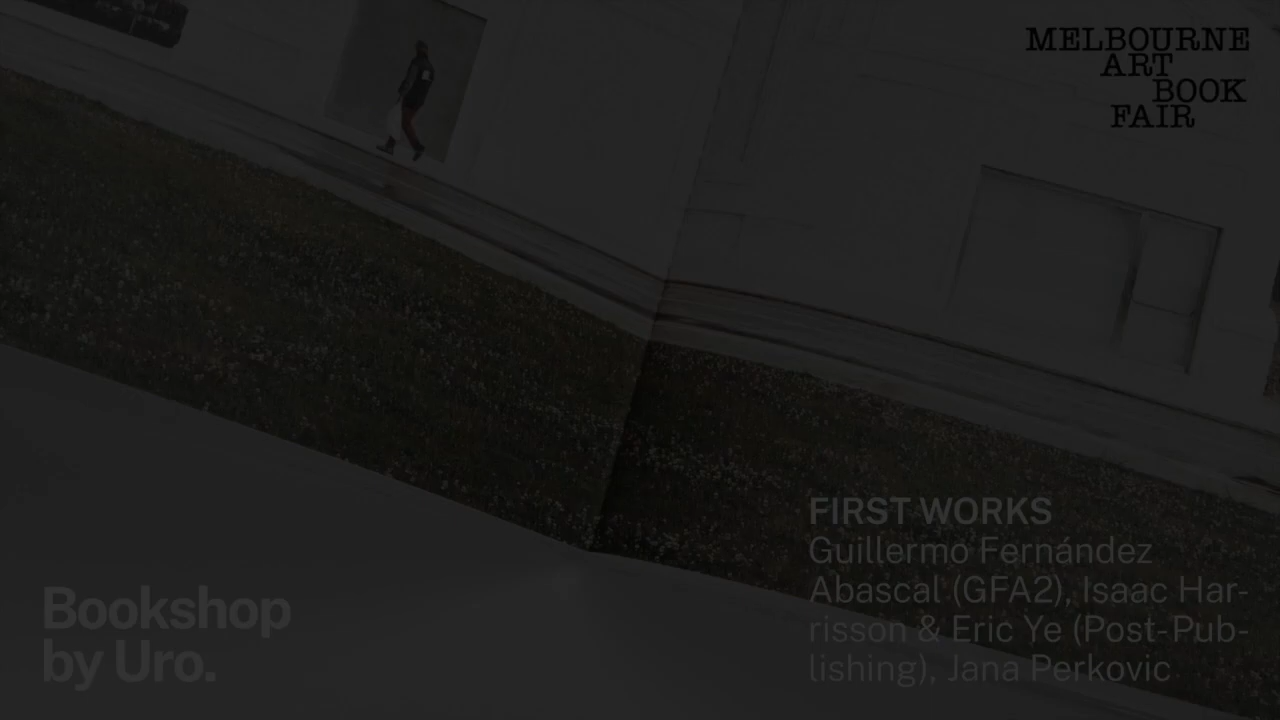 MELBOURNE
ART
BOOK
FAIR
FIRST WORKS
Guillermo Fernández
Abascal (GFA2), Isaac Har-
risson & Eric Ye (Post-Pub-
lishing), Jana Perkovic
Bookshop
by Uro.